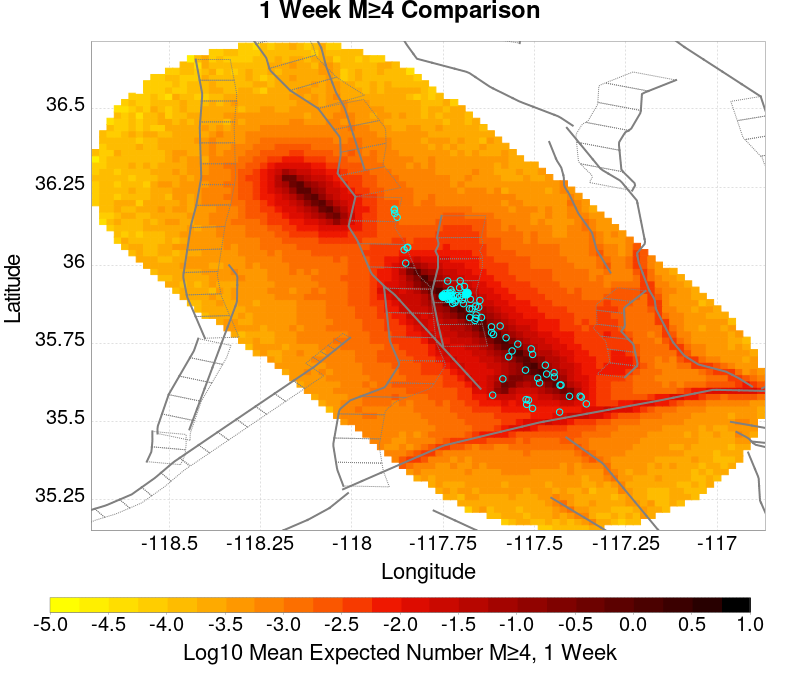 1 Week M≥4 Comparison
36.5
36.25
36
35.75
35.5
35.25
Latitude
-118.5 -118.25 -118 -117.75 -117.5 -117.25 -117
Longitude
-5.0 -4.5 -4.0 -3.5 -3.0 -2.5 -2.0 -1.5 -1.0 -0.5 0.0 0.5 1.0
Log10 Mean Expected Number M≥4, 1 Week